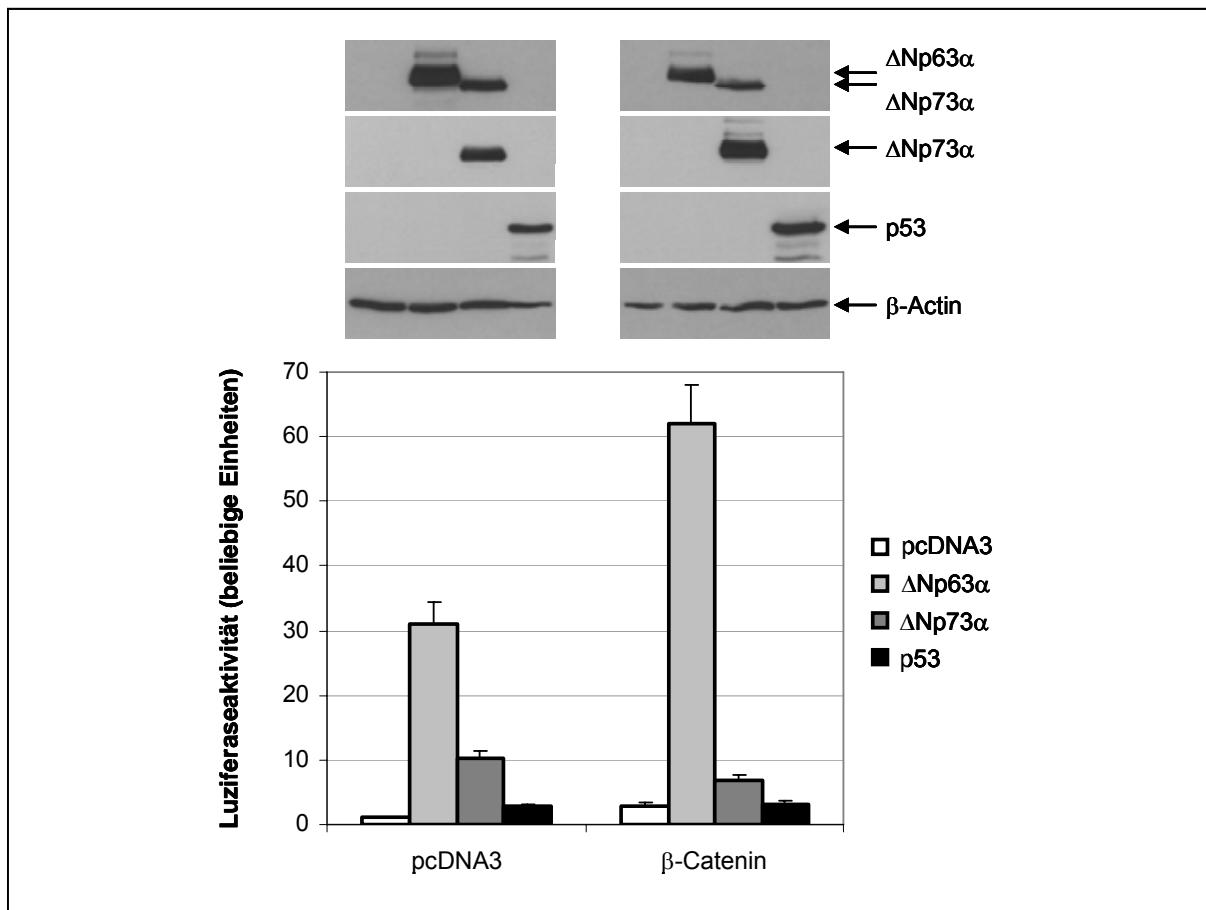 ΔNp63α
ΔNp73α
ΔNp73α
p53
β-Actin
Luziferaseaktivität (beliebige Einheiten)
70
60
50
40
30
20
10
0
pcDNA3
β-Catenin
pcDNA3
ΔNp63α
ΔNp73α
p53